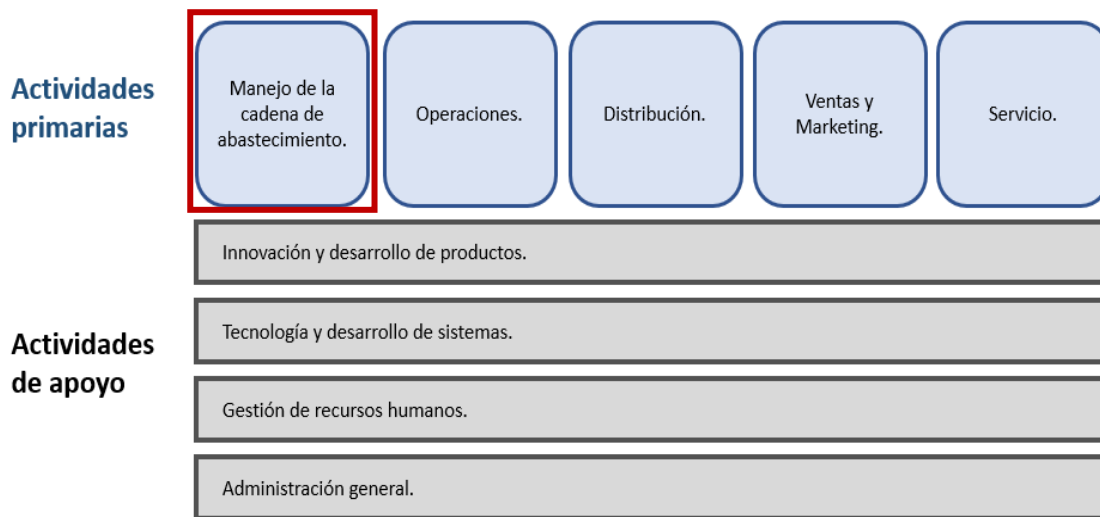 Actividades
primarias
Manejo de la
cadena de
abastecimiento.
Operaciones.
Distribución.
Ventas y
Marketing.
Servicio.
Actividades
de apoyo
Innovación y desarrollo de productos.
Tecnología y desarrollo de sistemas.
Gestión de recursos humanos.
Administración general.